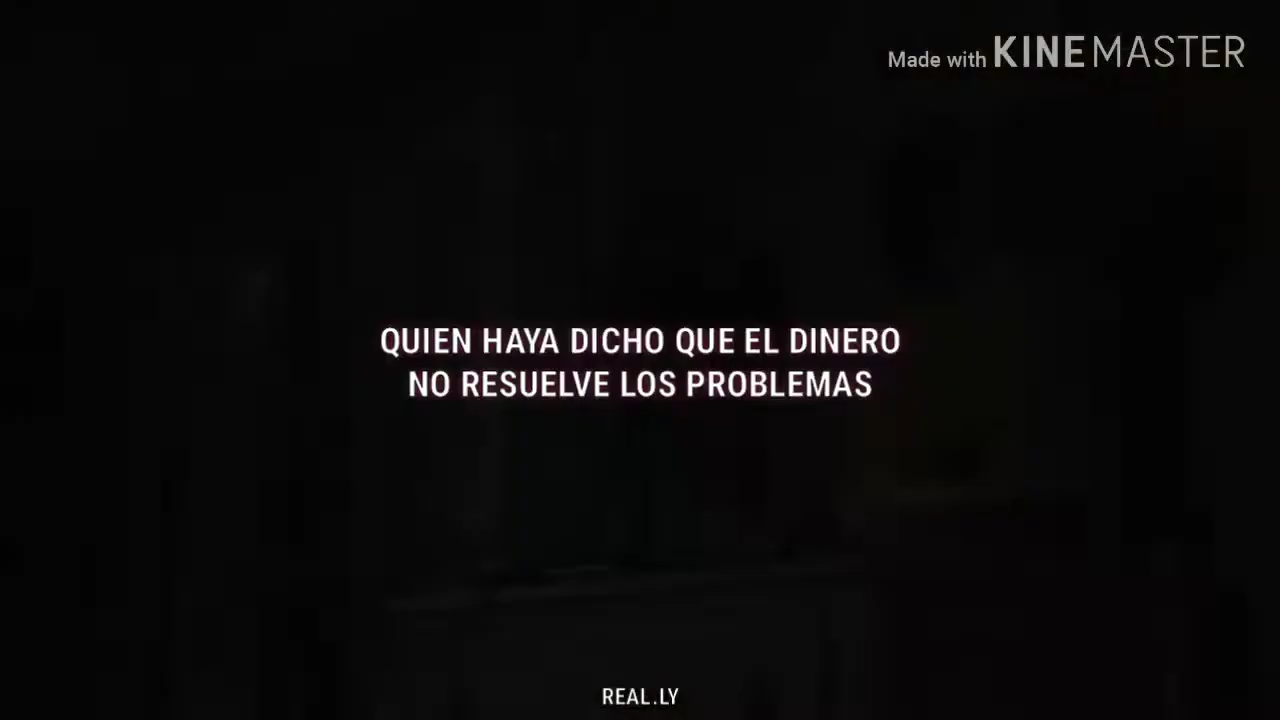 Made with KINEMASTER
QUIEN HAYA DICHO QUE EL DINERO
NO RESUELVE LOS PROBLEMAS
REAL.LY